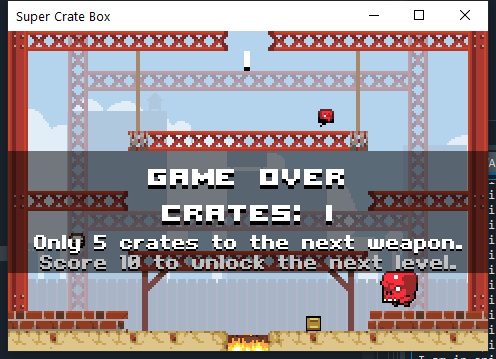 Super Crate Box
GAME OVER
CRATES: 1
Only 5 crates to the next weapon.
Score 10 to unlock the next level.